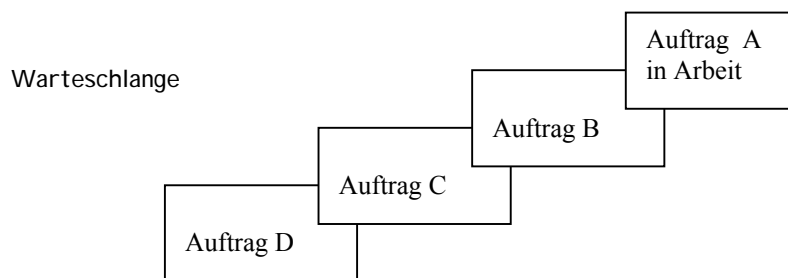 Auftrag A
in Arbeit
Warteschlange
Auftrag B
Auftrag C
Auftrag D